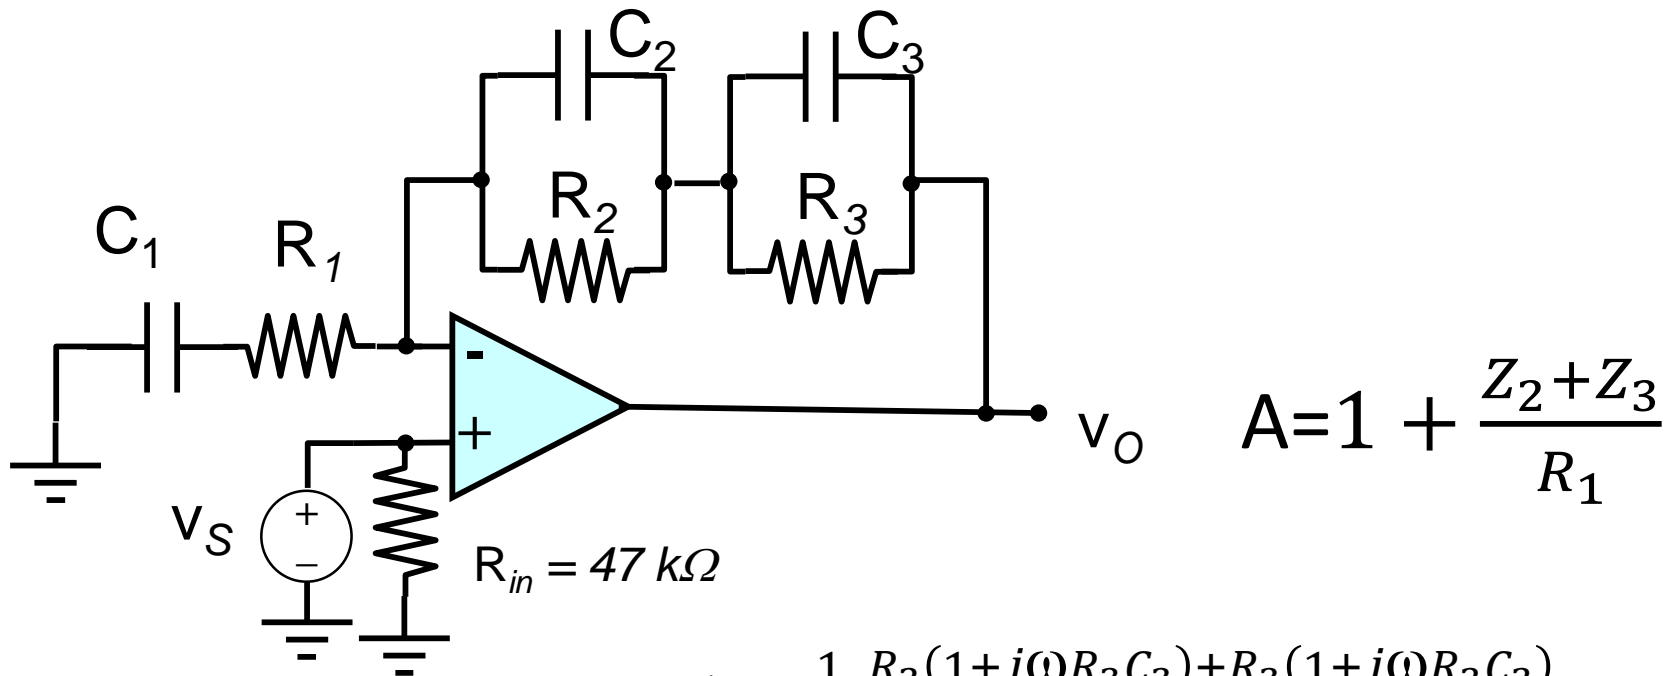 C2
C3
R2
R3
C1
R1
-
+
vO
A=1 + (Z2+Z3)/R1
vS
+
−
Rin = 47 kΩ